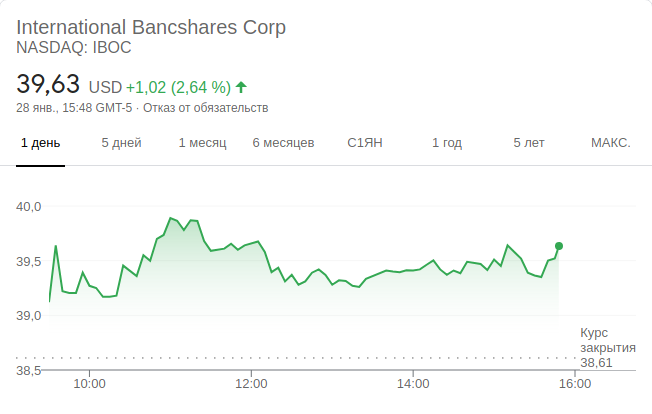 International Bancshares Corp
NASDAQ: IBOC
39,63 USD +1,02 (2,64 %)
28 янв., 15:48 GMT-5 · Отказ от обязательств
1 день 5 дней 1 месяц 6 месяцев С1ЯН 1 год 5 лет МАКС.
40,0
39,5
39,0
Курс
закрытия
38,61
38,5
10:00 12:00 14:00 16:00